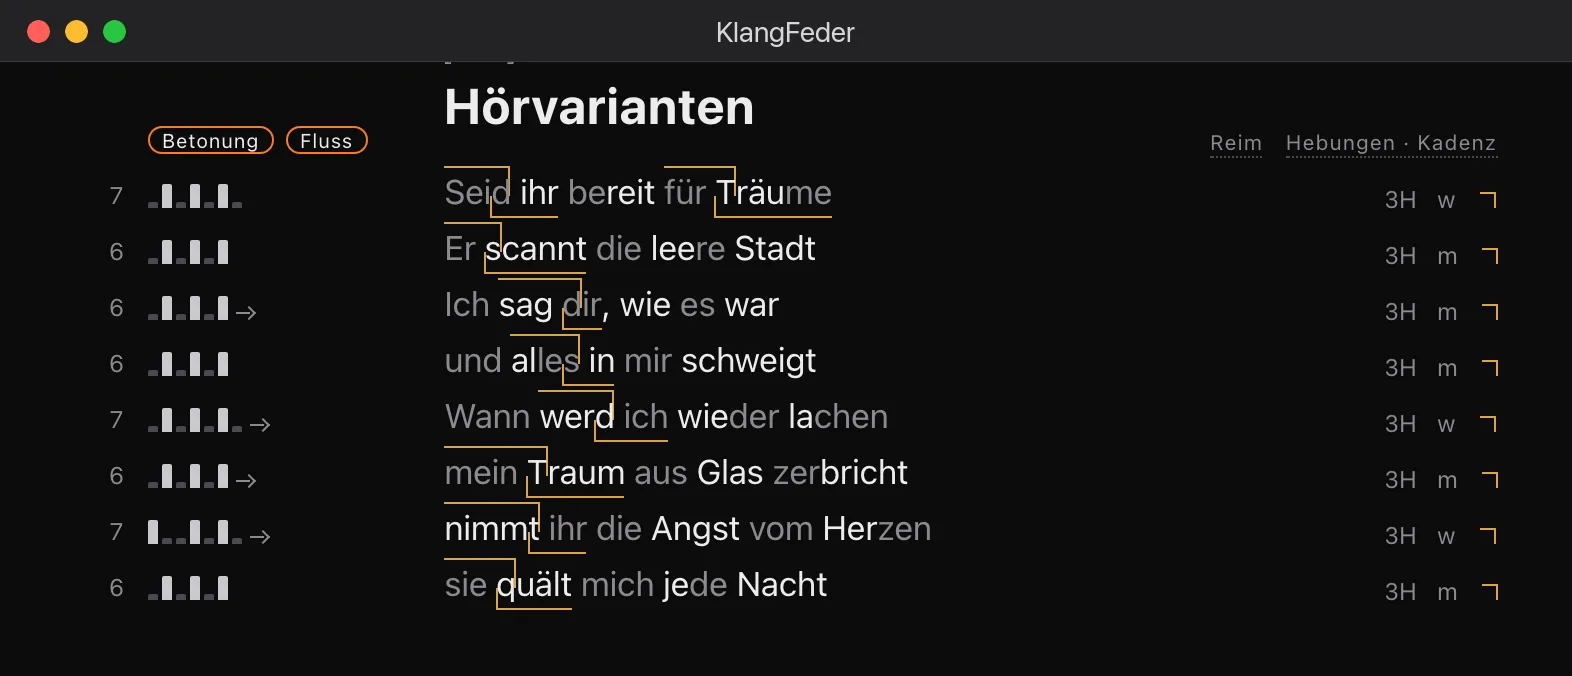 KlangFeder
Hörvarianten
Betonung Fluss Reim Hebungen · Kadenz
7 Seid ihr bereit für Träume 3H w
6 Er scannt die leere Stadt 3H m
6 → Ich sag dir, wie es war 3H m
6 und alles in mir schweigt 3H m
7 → Wann werd ich wieder lachen 3H w
6 → mein Traum aus Glas zerbricht 3H m
7 → nimmt ihr die Angst vom Herzen 3H w
6 sie quält mich jede Nacht 3H m